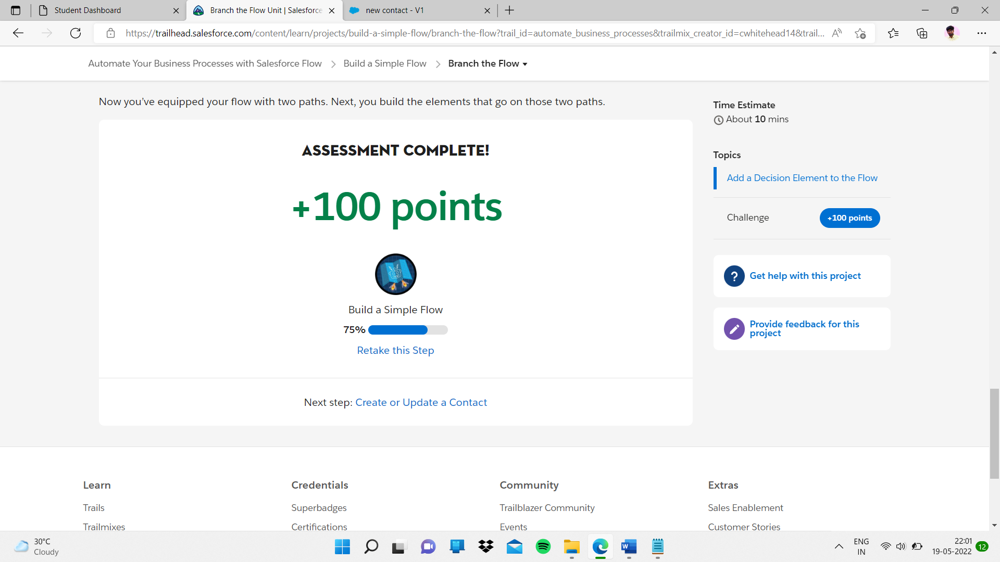 Student Dashboard
Branch the Flow Unit | Salesforce
new contact - V1
https://trailhead.salesforce.com/content/learn/projects/build-a-simple-flow/branch-the-flow?trail_id=automate_business_processes&trailmix_creator_id=cwhitehead14&trail...
Automate Your Business Processes with Salesforce Flow > Build a Simple Flow > Branch the Flow
Now you’ve equipped your flow with two paths. Next, you build the elements that go on those two paths.
ASSESSMENT COMPLETE!
+100 points
Build a Simple Flow
75%
Retake this Step
Next step: Create or Update a Contact
Time Estimate
About 10 mins
Topics
Add a Decision Element to the Flow
Challenge +100 points
? Get help with this project
Provide feedback for this
project
Learn
Trails
Trailmixes
Credentials
Superbadges
Certifications
Community
Trailblazer Community
Events
Extras
Sales Enablement
Customer Stories
30°C
Cloudy
W
ENG
IN
22:01
19-05-2022
12